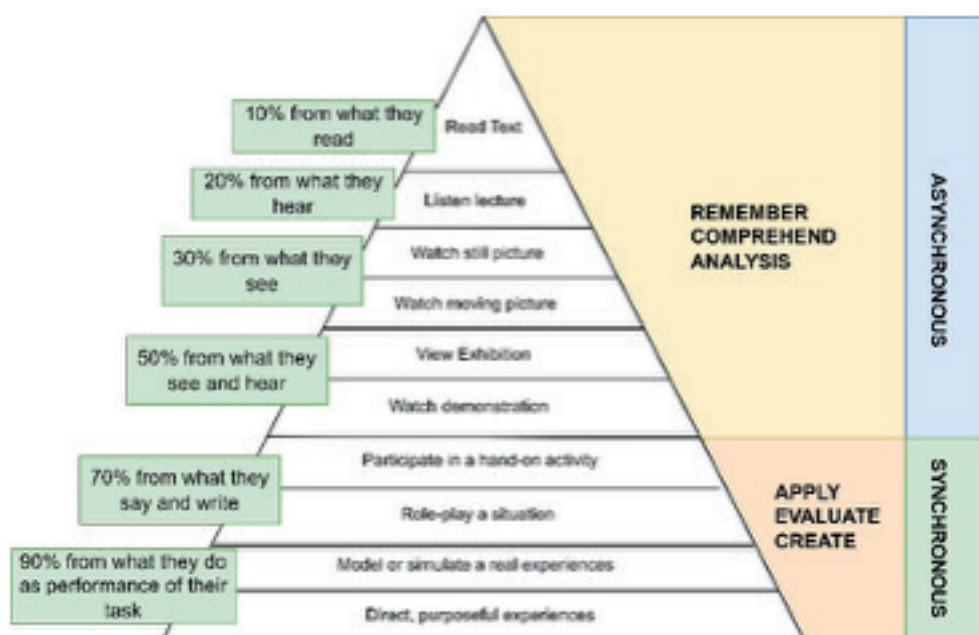 10% from what they
read
Read Text
20% from what they
hear
Listen lecture
30% from what they
see
Watch still picture
Watch moving picture
50% from what they
see and hear
View Exhibition
Watch demonstration
70% from what they
say and write
Participate in a hand-on activity
Role-play a situation
90% from what they do
as performance of their
task
Model or simulate a real experiences
Direct, purposeful experiences
REMEMBER
COMPREHEND
ANALYSIS
APPLY
EVALUATE
CREATE
ASYNCHRONOUS
SYNCHRONOUS